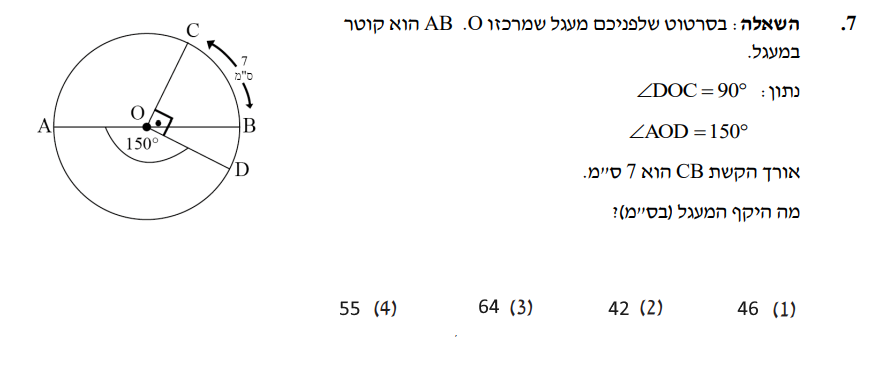 .7 השאלה : בסרטוט שלפניכם מעגל שמרכזו O. AB הוא קוטר
במעגל.
נתון : ∠DOC = 90°
∠AOD = 150°
אורך הקשת CB הוא 7 ס״מ.
מה היקף המעגל (בס״מ)?
(1) 46 (2) 42 (3) 64 (4) 55
C
7
ס"מ
O
A
B
150°
D